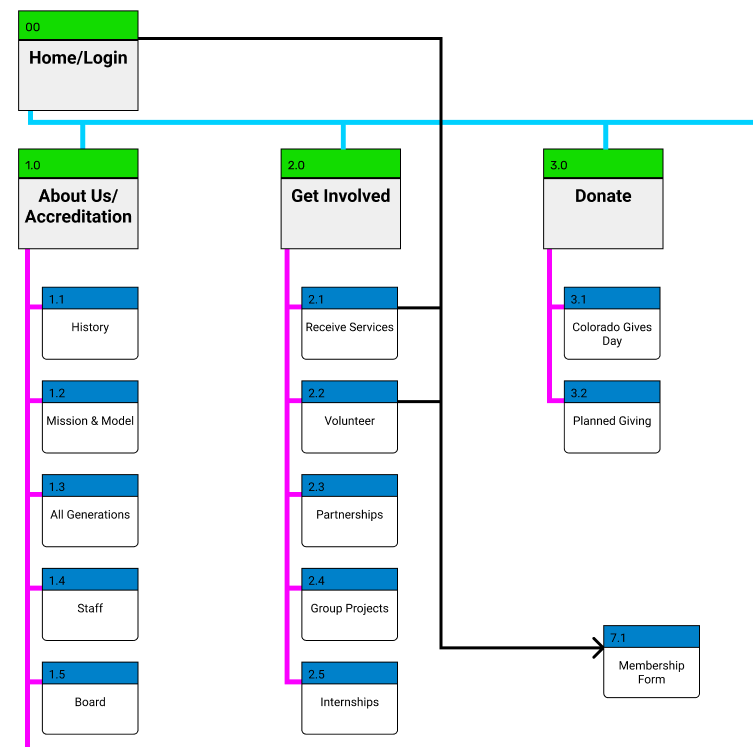 00
Home/Login
1.0
About Us/
Accreditation
2.0
Get Involved
3.0
Donate
1.1
History
2.1
Receive Services
3.1
Colorado Gives
Day
1.2
Mission & Model
2.2
Volunteer
3.2
Planned Giving
1.3
All Generations
2.3
Partnerships
1.4
Staff
2.4
Group Projects
7.1
Membership
Form
1.5
Board
2.5
Internships